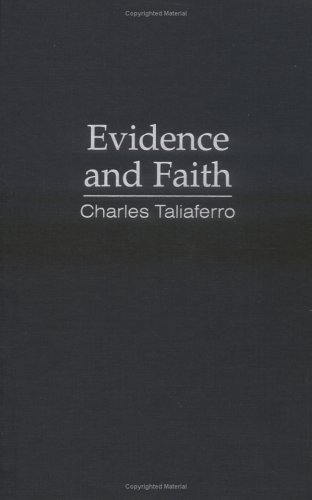 Copyrighted Material
Evidence
and Faith
Charles Taliaferro
Copyrighted Material